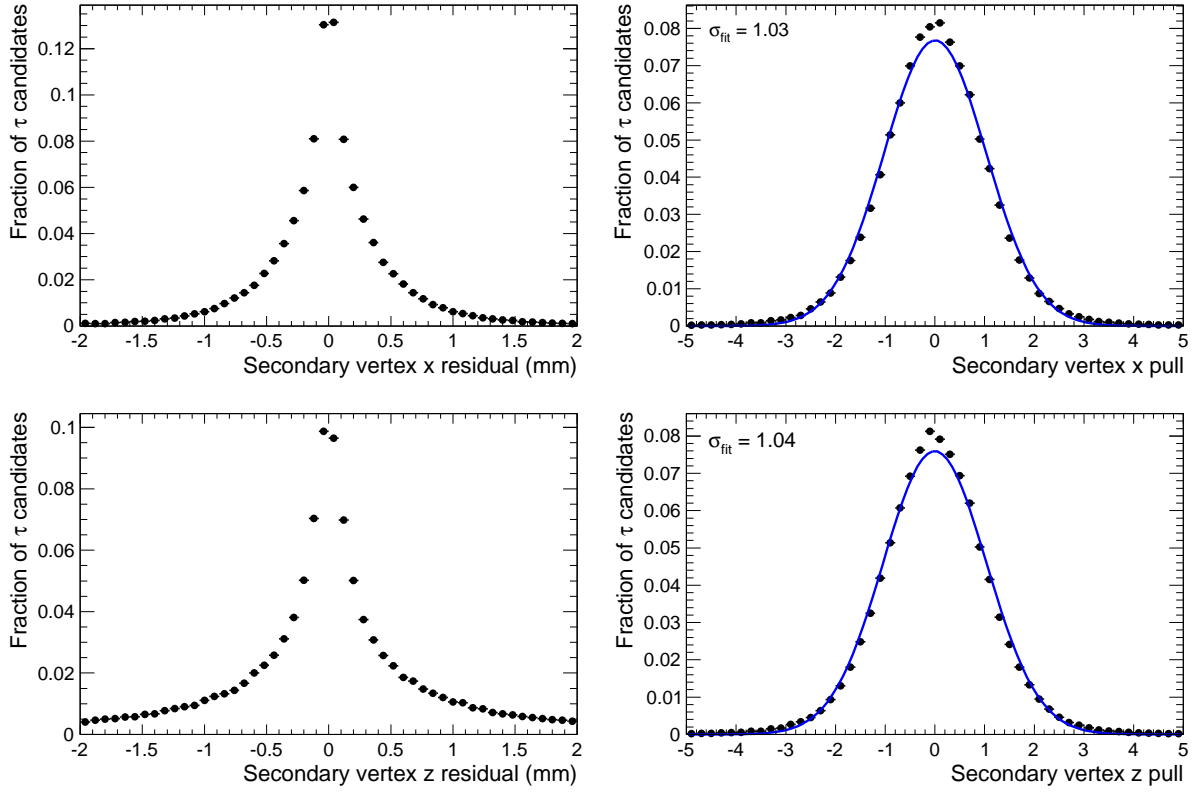 Fraction of τ candidates
0.12
0.1
0.08
0.06
0.04
0.02
0
-2 -1.5 -1 -0.5 0 0.5 1 1.5 2
Secondary vertex x residual (mm)
Fraction of τ candidates
σfit = 1.03
0.08
0.07
0.06
0.05
0.04
0.03
0.02
0.01
0
-5 -4 -3 -2 -1 0 1 2 3 4 5
Secondary vertex x pull
Fraction of τ candidates
0.1
0.08
0.06
0.04
0.02
0
-2 -1.5 -1 -0.5 0 0.5 1 1.5 2
Secondary vertex z residual (mm)
Fraction of τ candidates
σfit = 1.04
0.08
0.07
0.06
0.05
0.04
0.03
0.02
0.01
0
-5 -4 -3 -2 -1 0 1 2 3 4 5
Secondary vertex z pull